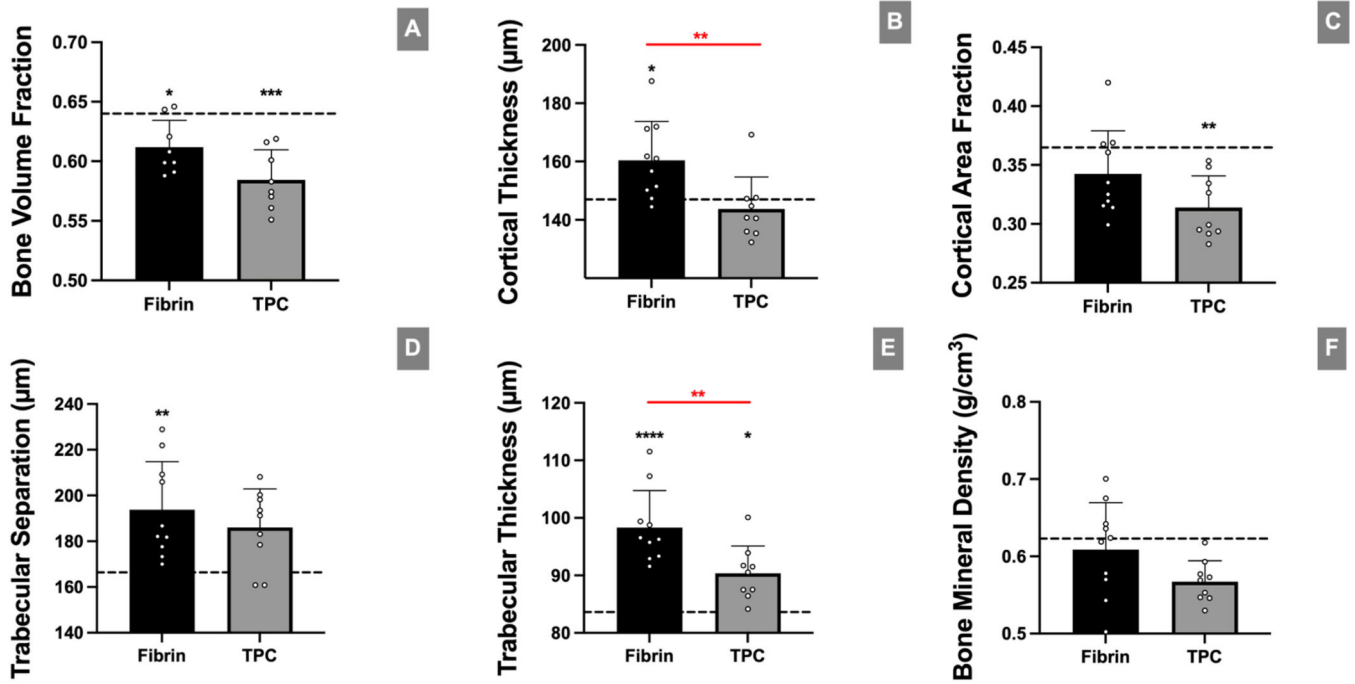 A
Bone Volume Fraction
0.70
0.65
0.60
0.55
0.50
*
***
Fibrin
TPC
B
Cortical Thickness (μm)
200
180
160
140
**
*
Fibrin
TPC
C
Cortical Area Fraction
0.45
0.40
0.35
0.30
0.25
**
Fibrin
TPC
D
Trabecular Separation (μm)
240
220
200
180
160
140
**
Fibrin
TPC
E
Trabecular Thickness (μm)
120
110
100
90
80
**
****
*
Fibrin
TPC
F
Bone Mineral Density (g/cm³)
0.8
0.7
0.6
0.5
Fibrin
TPC